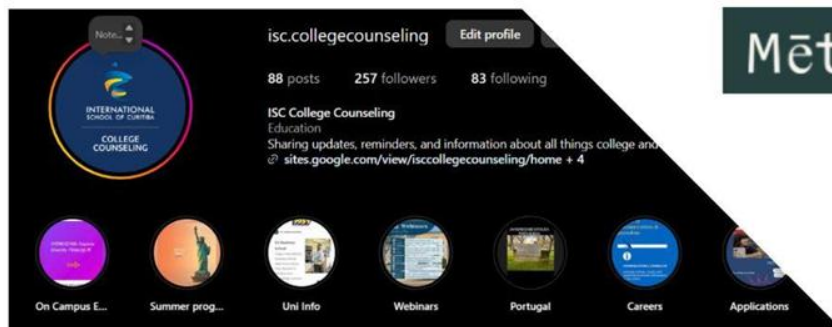 Note...
isc.collegecounseling Edit profile
88 posts 257 followers 83 following
INTERNATIONAL
SCHOOL OF CURITIBA
COLLEGE
COUNSELING
ISC College Counseling
Education
Sharing updates, reminders, and information about all things college and
sites.google.com/view/isccollegecounseling/home + 4
Mēt
Webinars
On Campus E... Summer prog... Uni Info Webinars Portugal Careers Applications